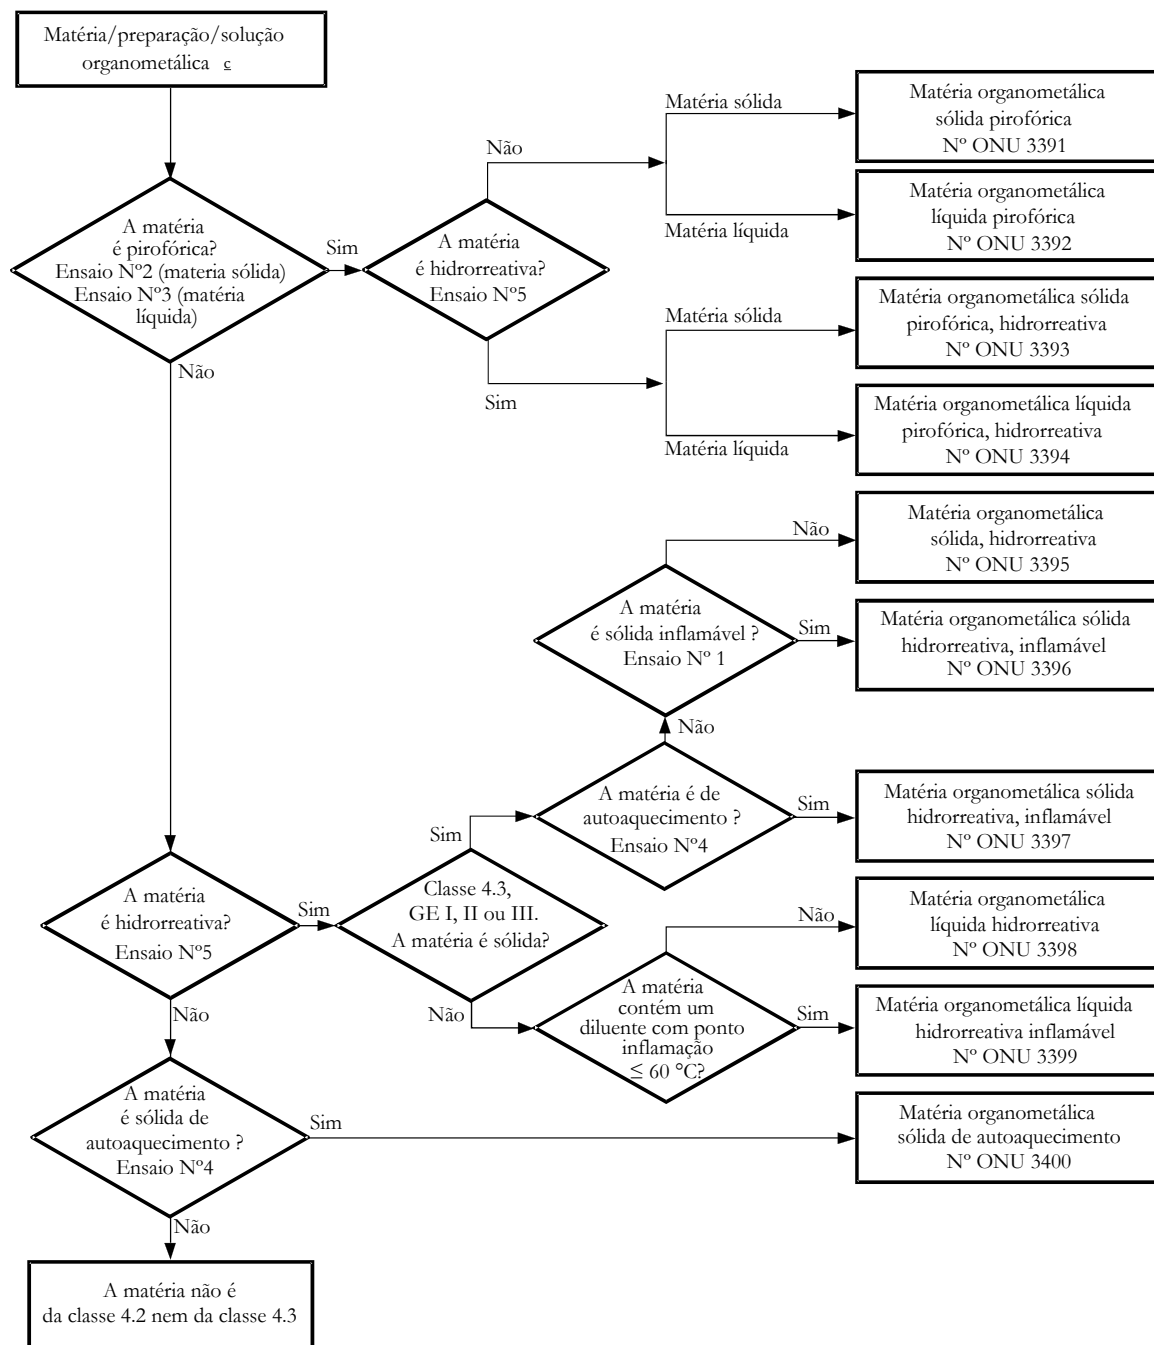 Matéria/preparação/solução
organometálica c
Matéria sólida
Matéria organometálica
sólida pirofórica
Nº ONU 3391
Não
A matéria
é pirofórica?
Ensaio Nº2 (materia sólida)
Ensaio Nº3 (matéria
líquida)
Sim
A matéria
é hidrorreativa?
Ensaio Nº5
Matéria líquida
Matéria organometálica
líquida pirofórica
Nº ONU 3392
Matéria sólida
Matéria organometálica sólida
pirofórica, hidrorreativa
Nº ONU 3393
Não
Sim
Matéria líquida
Matéria organometálica líquida
pirofórica, hidrorreativa
Nº ONU 3394
Não
Matéria organometálica
sólida, hidrorreativa
Nº ONU 3395
A matéria
é sólida inflamável ?
Ensaio Nº 1
Sim
Matéria organometálica sólida
hidrorreativa, inflamável
Nº ONU 3396
Não
A matéria é de
autoaquecimento ?
Ensaio Nº4
Sim
Matéria organometálica sólida
hidrorreativa, inflamável
Nº ONU 3397
Sim
A matéria
é hidrorreativa?
Ensaio Nº5
Sim
Classe 4.3,
GE I, II ou III.
A matéria é sólida?
Não
Matéria organometálica
líquida hidrorreativa
Nº ONU 3398
Não
Não
A matéria
contém um
diluente com ponto
inflamação
≤ 60 °C?
Sim
Matéria organometálica líquida
hidrorreativa inflamável
Nº ONU 3399
A matéria
é sólida de
autoaquecimento ?
Ensaio Nº4
Sim
Matéria organometálica
sólida de autoaquecimento
Nº ONU 3400
Não
A matéria não é
da classe 4.2 nem da classe 4.3